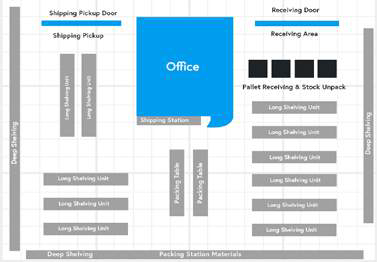 Shipping Pickup Door
Receiving Door
Shipping Pickup
Receiving Area
Office
Long Shelving Unit
Long Shelving Unit
Pallet Receiving & Stock Unpack
Long Shelving Unit
Shipping Station
Long Shelving Unit
Deep Shelving
Deep Shelving
Long Shelving Unit
Packing Table
Packing Table
Long Shelving Unit
Long Shelving Unit
Long Shelving Unit
Long Shelving Unit
Long Shelving Unit
Long Shelving Unit
Deep Shelving
Packing Station Materials